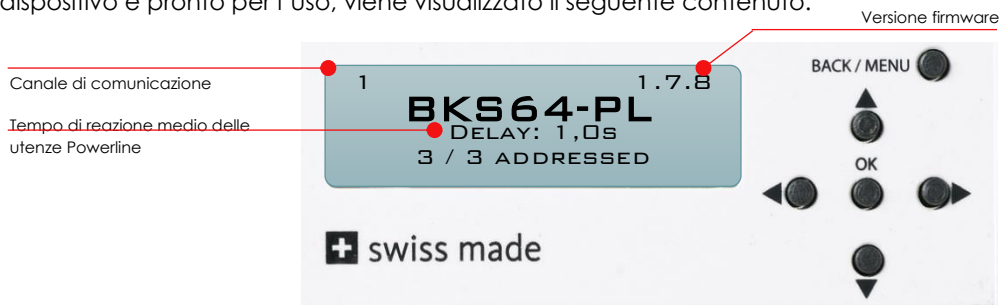 dispositivo è pronto per l'uso, viene visualizzato il seguente contenuto:
Versione firmware
Canale di comunicazione
Tempo di reazione medio delle
utenze Powerline
1 1.7.8
BKS64-PL
DELAY: 1,0s
3 / 3 ADDRESSED
BACK / MENU
OK
swiss made